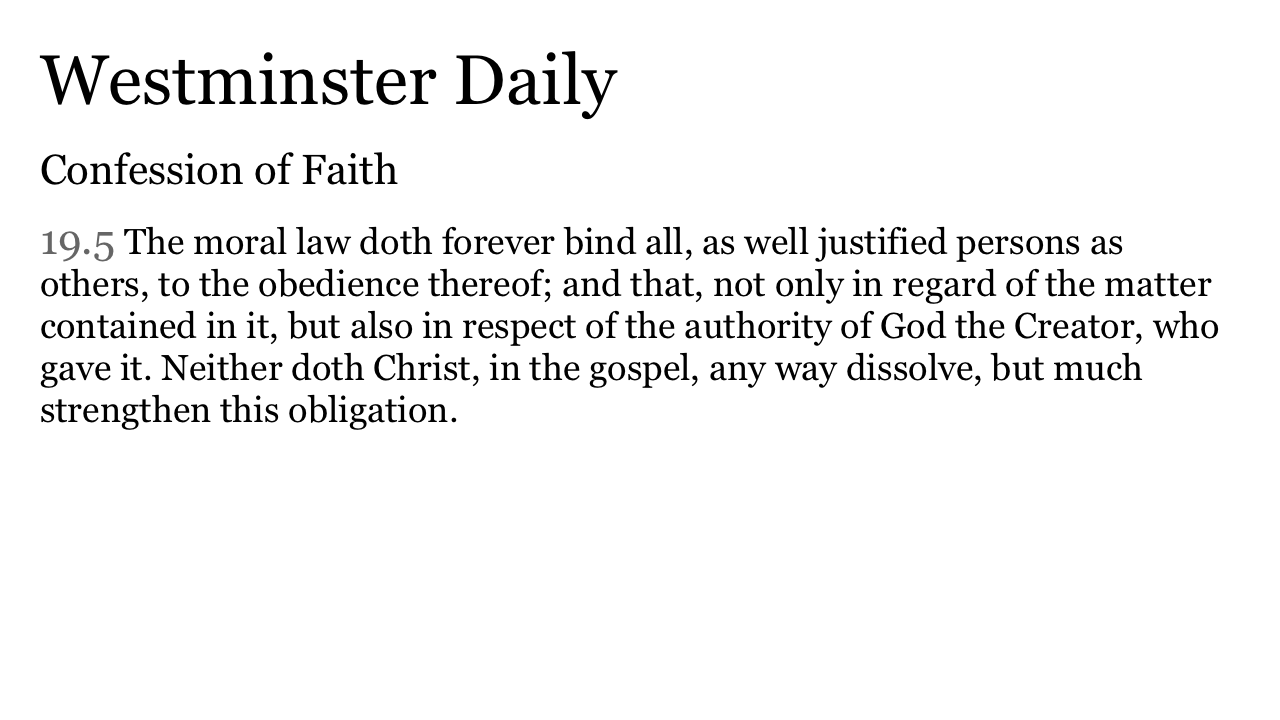 Westminster Daily
Confession of Faith
19.5 The moral law doth forever bind all, as well justified persons as
others, to the obedience thereof; and that, not only in regard of the matter
contained in it, but also in respect of the authority of God the Creator, who
gave it. Neither doth Christ, in the gospel, any way dissolve, but much
strengthen this obligation.